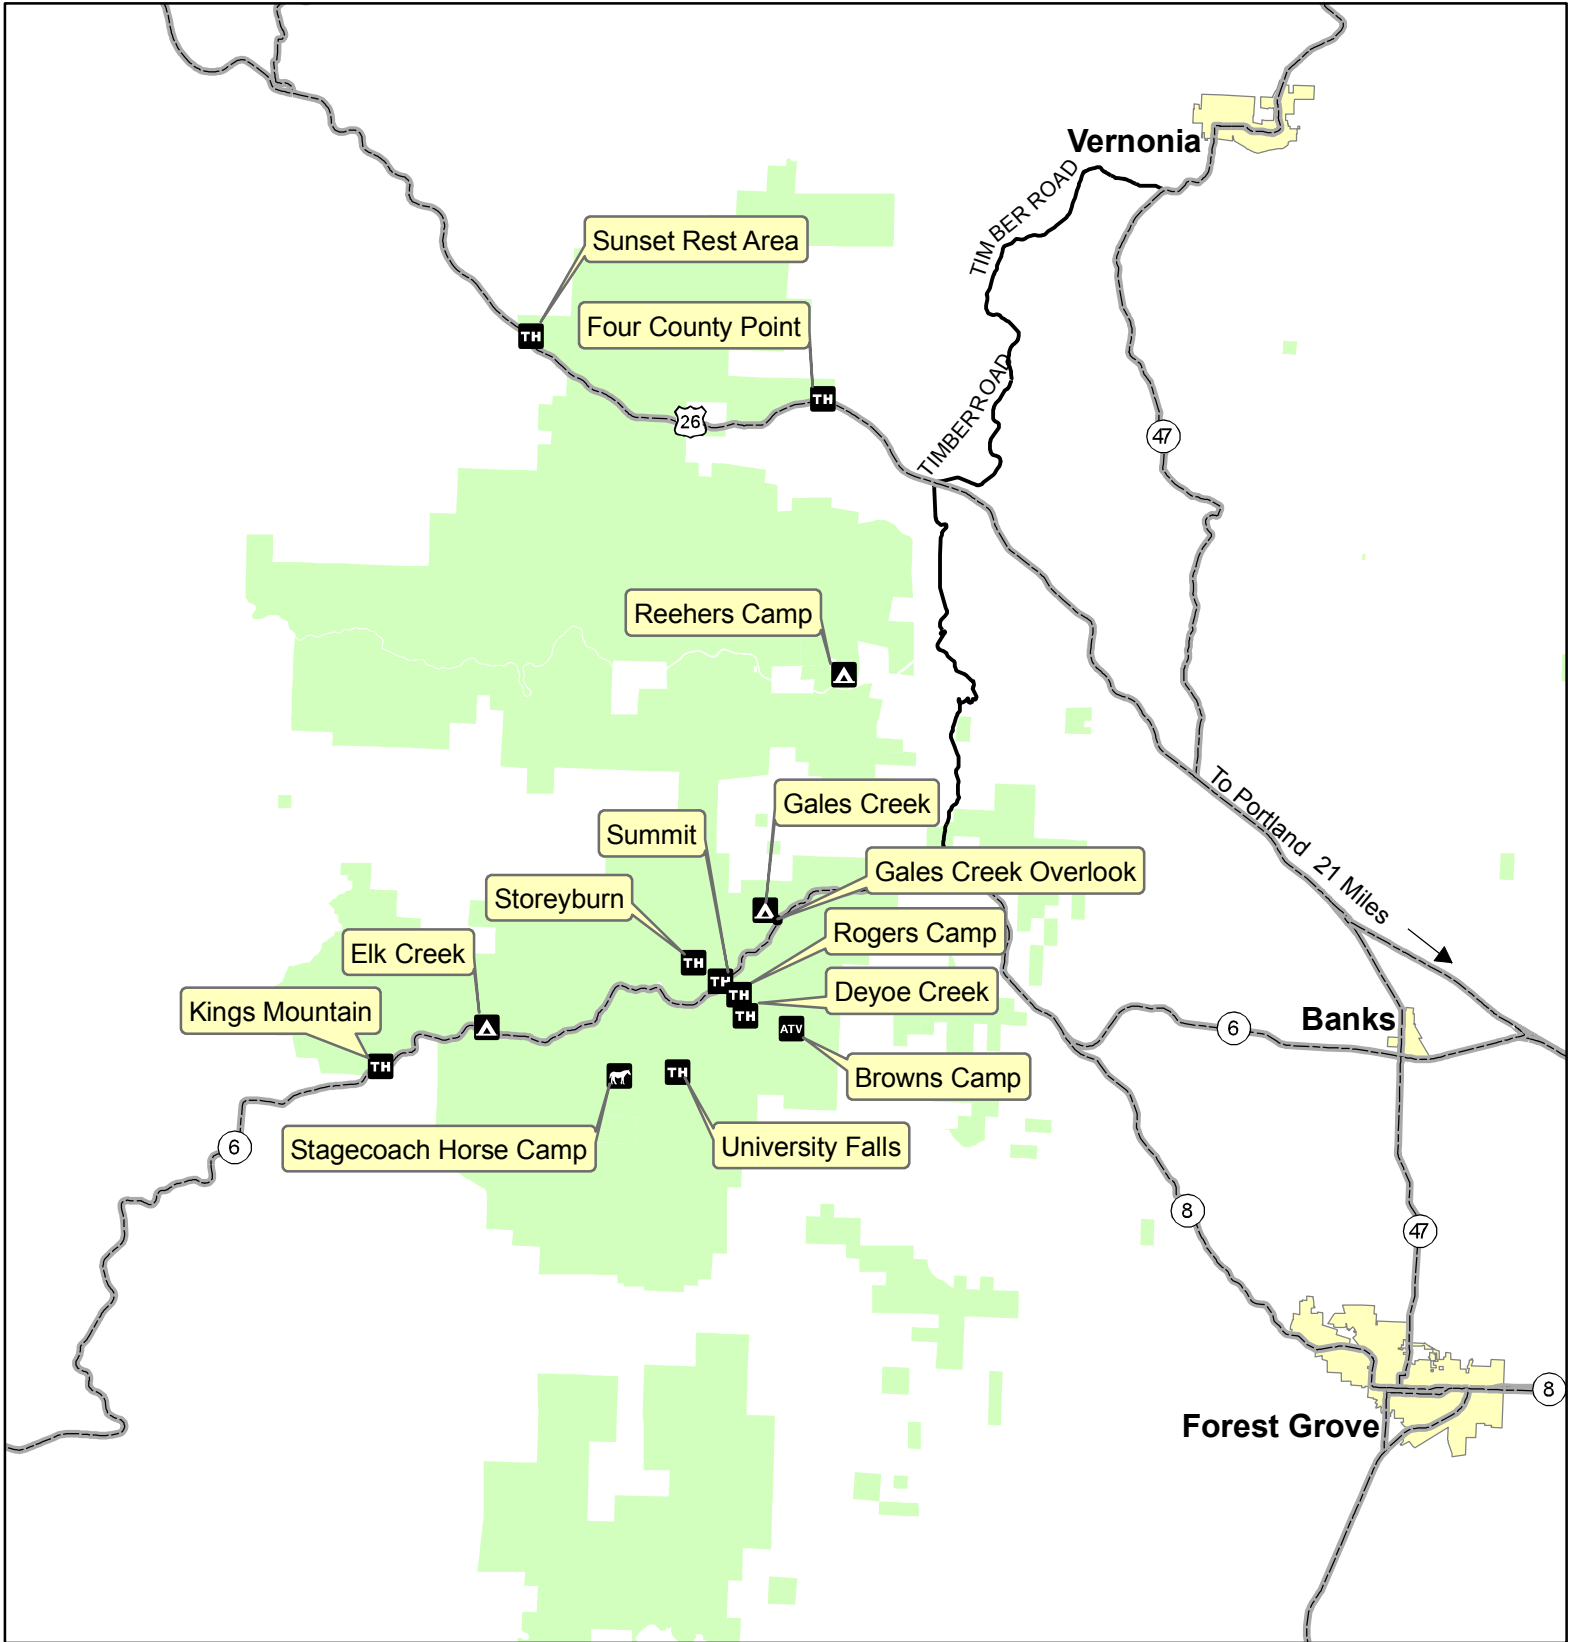 Vernonia
TIMBER ROAD
Sunset Rest Area
TH
Four County Point
TH
26
TIMBER ROAD
47
Reehers Camp
To Portland 21 Miles
Gales Creek
Summit
Gales Creek Overlook
Storeyburn
Rogers Camp
Elk Creek
TH
TH
TH
Deyoe Creek
Kings Mountain
TH
ATV
6
Banks
TH
TH
Browns Camp
6
Stagecoach Horse Camp
University Falls
8
47
8
Forest Grove